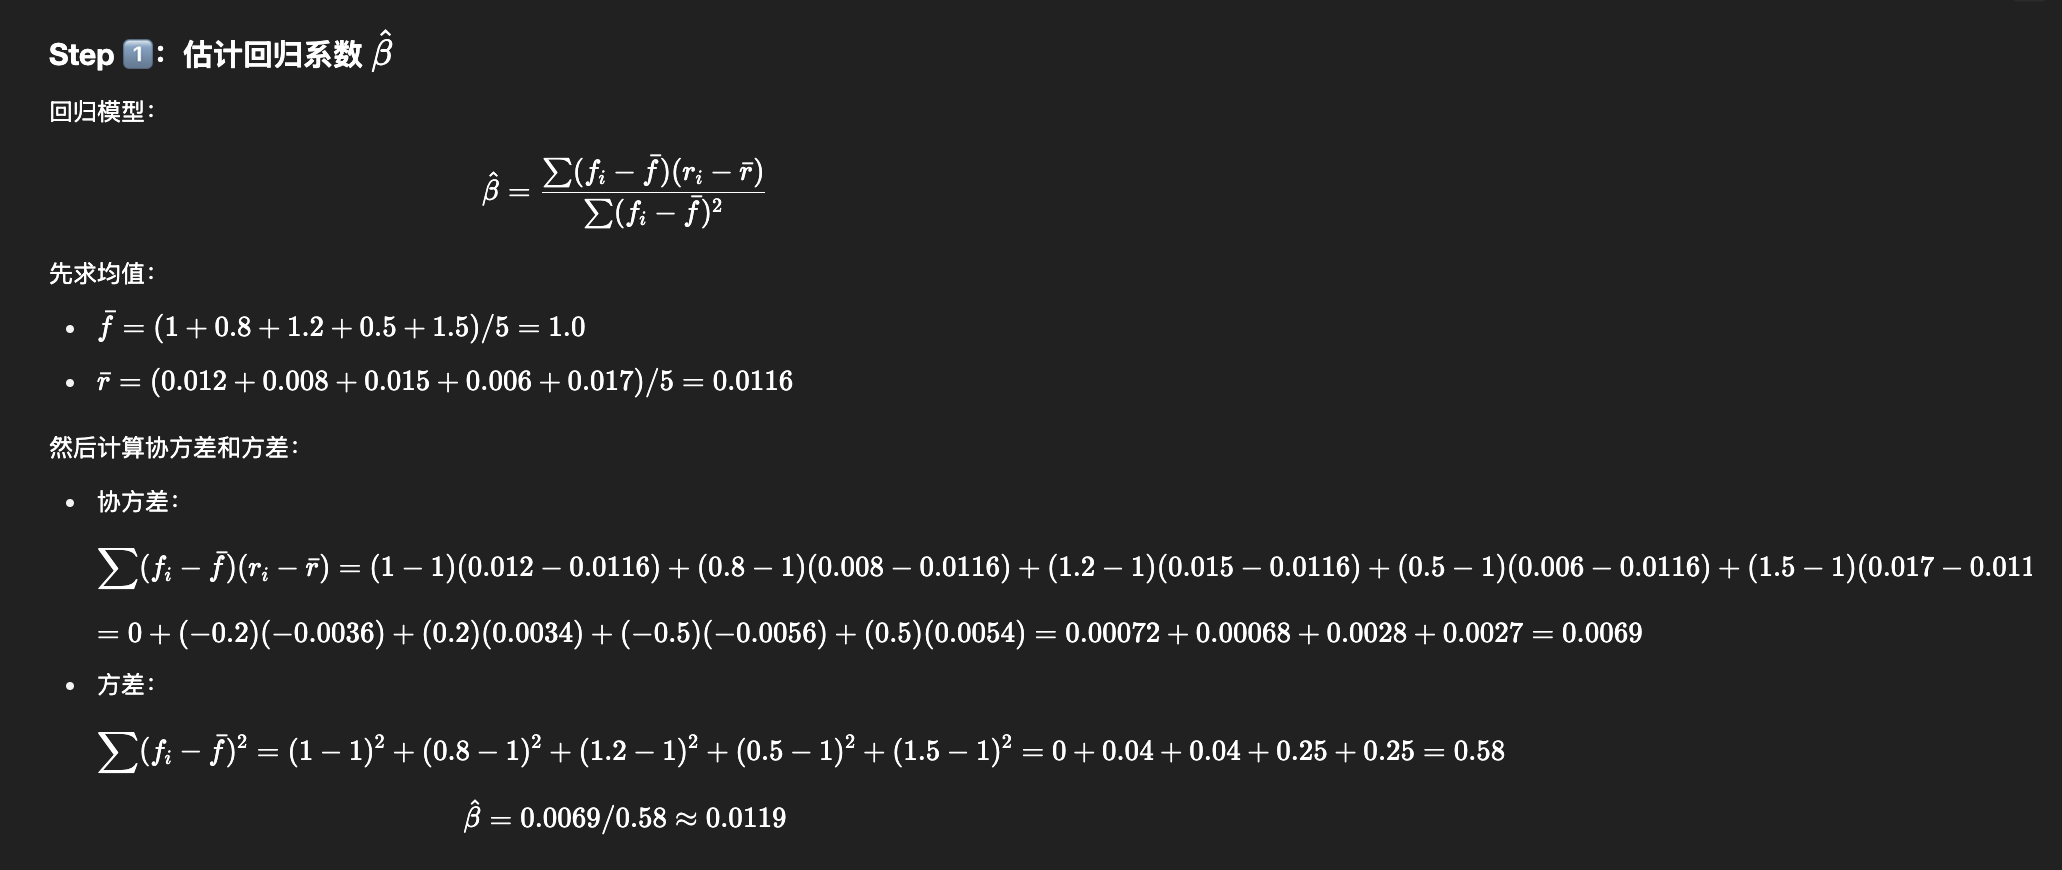 Step 1️⃣：估计回归系数 $\hat{\beta}$
回归模型：
$$\hat{\beta} = \frac{\sum (f_i - \bar{f})(r_i - \bar{r})}{\sum (f_i - \bar{f})^2}$$
先求均值：
• $\bar{f} = (1 + 0.8 + 1.2 + 0.5 + 1.5)/5 = 1.0$
• $\bar{r} = (0.012 + 0.008 + 0.015 + 0.006 + 0.017)/5 = 0.0116$
然后计算协方差和方差：
• 协方差：
$\sum (f_i - \bar{f})(r_i - \bar{r}) = (1 - 1)(0.012 - 0.0116) + (0.8 - 1)(0.008 - 0.0116) + (1.2 - 1)(0.015 - 0.0116) + (0.5 - 1)(0.006 - 0.0116) + (1.5 - 1)(0.017 - 0.011$
$= 0 + (-0.2)(-0.0036) + (0.2)(0.0034) + (-0.5)(-0.0056) + (0.5)(0.0054) = 0.00072 + 0.00068 + 0.0028 + 0.0027 = 0.0069$
• 方差：
$\sum (f_i - \bar{f})^2 = (1 - 1)^2 + (0.8 - 1)^2 + (1.2 - 1)^2 + (0.5 - 1)^2 + (1.5 - 1)^2 = 0 + 0.04 + 0.04 + 0.25 + 0.25 = 0.58$
$\hat{\beta} = 0.0069/0.58 \approx 0.0119$